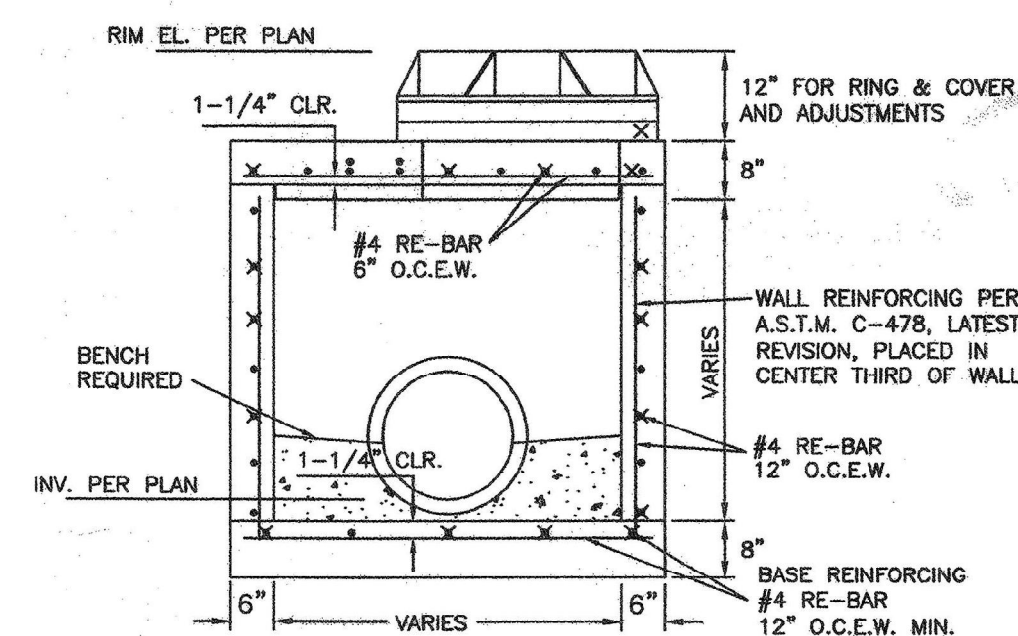 RIM EL. PER PLAN
12" FOR RING & COVER
AND ADJUSTMENTS
1-1/4" CLR.
8"
#4 RE-BAR
6" O.C.E.W.
WALL REINFORCING PER
A.S.T.M. C-478, LATEST
REVISION, PLACED IN
CENTER THIRD OF WALL
VARIES
BENCH
REQUIRED
#4 RE-BAR
12" O.C.E.W.
1-1/4" CLR.
INV. PER PLAN
8"
BASE REINFORCING
#4 RE-BAR
12" O.C.E.W. MIN.
6"
VARIES
6"